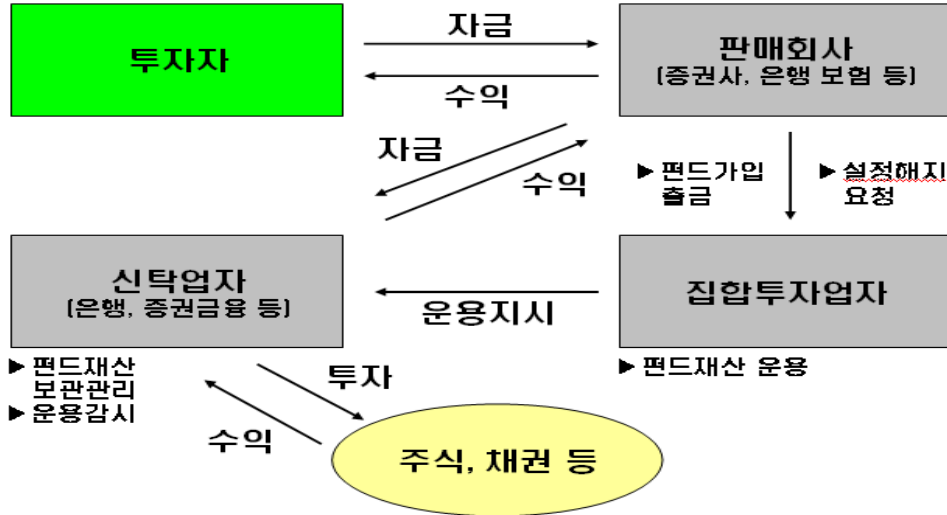 투자자
자금
수익
판매회사
(증권사, 은행 보험 등)
자금
수익
▶ 펀드가입
출금
▶ 설정해지
요청
신탁업자
(은행, 증권금융 등)
운용지시
집합투자업자
▶ 펀드재산
보관관리
▶ 운용감시
투자
수익
▶ 펀드재산 운용
주식, 채권 등